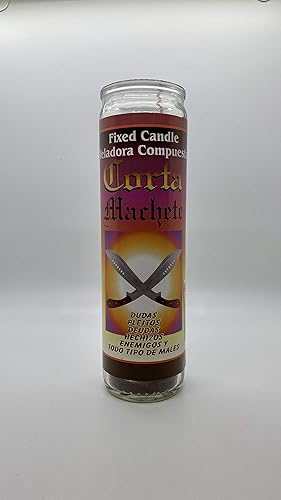 Fixed Candle
Veladora Compuesta
Corta
Machete
DUDAS
PLEITOS
DEUDAS
HECHIZOS
ENEMIGOS Y
TODO TIPO DE MALES